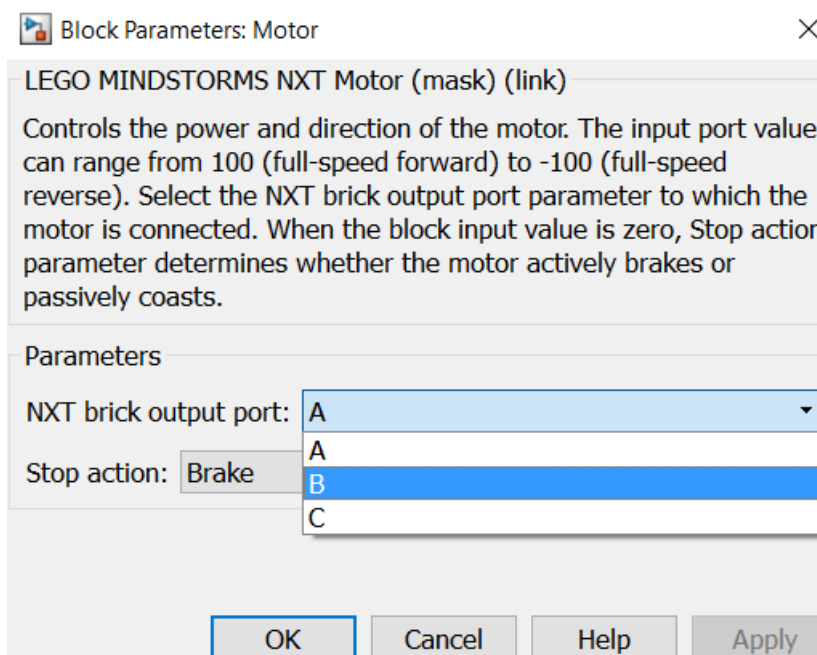 Block Parameters: Motor
LEGO MINDSTORMS NXT Motor (mask) (link)
Controls the power and direction of the motor. The input port value
can range from 100 (full-speed forward) to -100 (full-speed
reverse). Select the NXT brick output port parameter to which the
motor is connected. When the block input value is zero, Stop action
parameter determines whether the motor actively brakes or
passively coasts.
Parameters
NXT brick output port: A
A
Stop action: Brake
B
C
OK Cancel Help Apply